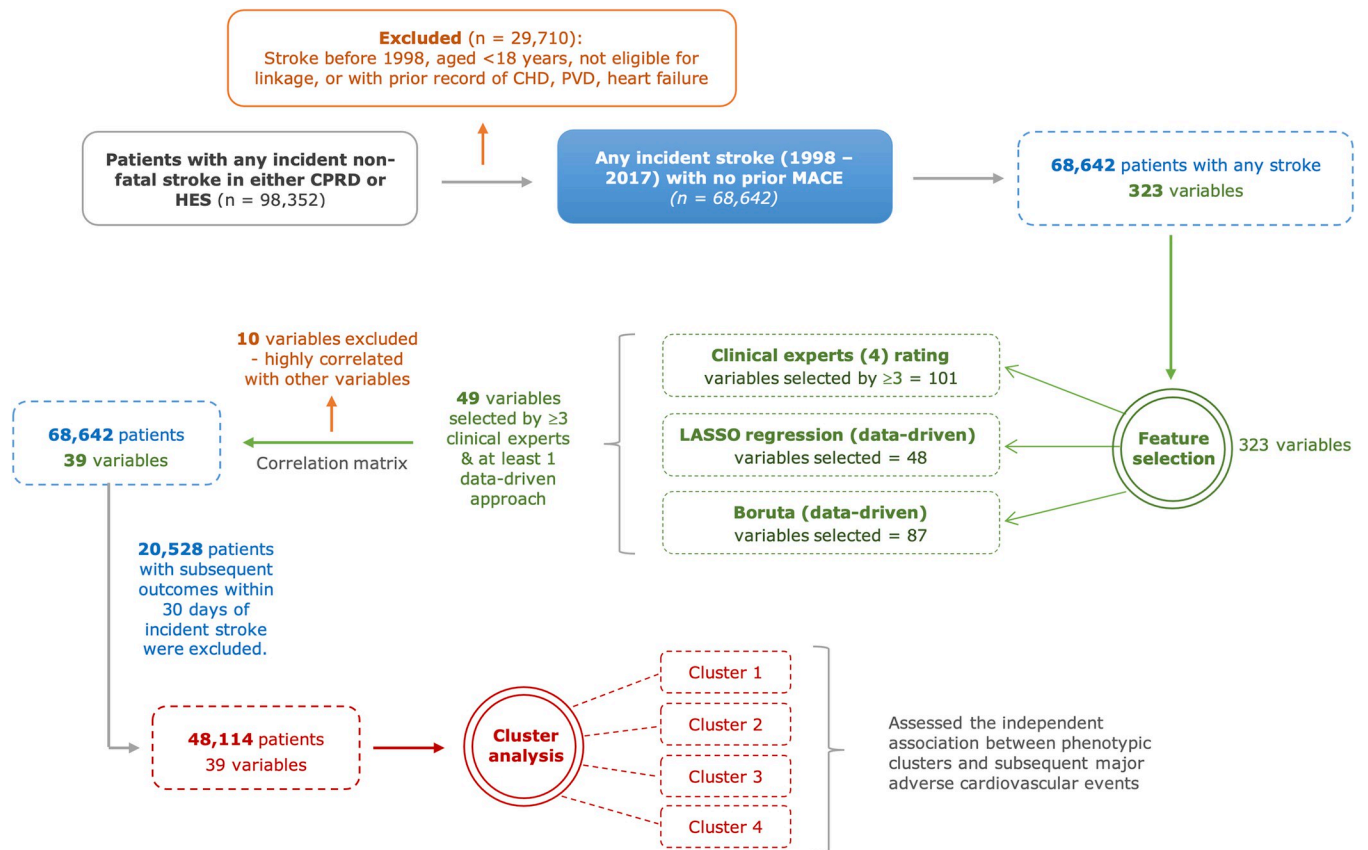 Excluded (n = 29,710):
Stroke before 1998, aged <18 years, not eligible for
linkage, or with prior record of CHD, PVD, heart failure
Patients with any incident non-
fatal stroke in either CPRD or
HES (n = 98,352)
Any incident stroke (1998 –
2017) with no prior MACE
(n = 68,642)
68,642 patients with any stroke
323 variables
Feature
selection
323 variables
Clinical experts (4) rating
variables selected by ≥3 = 101
LASSO regression (data-driven)
variables selected = 48
Boruta (data-driven)
variables selected = 87
49 variables
selected by ≥3
clinical experts
& at least 1
data-driven
approach
10 variables excluded
- highly correlated
with other variables
Correlation matrix
68,642 patients
39 variables
20,528 patients
with subsequent
outcomes within
30 days of
incident stroke
were excluded.
48,114 patients
39 variables
Cluster
analysis
Cluster 1
Cluster 2
Cluster 3
Cluster 4
Assessed the independent
association between phenotypic
clusters and subsequent major
adverse cardiovascular events